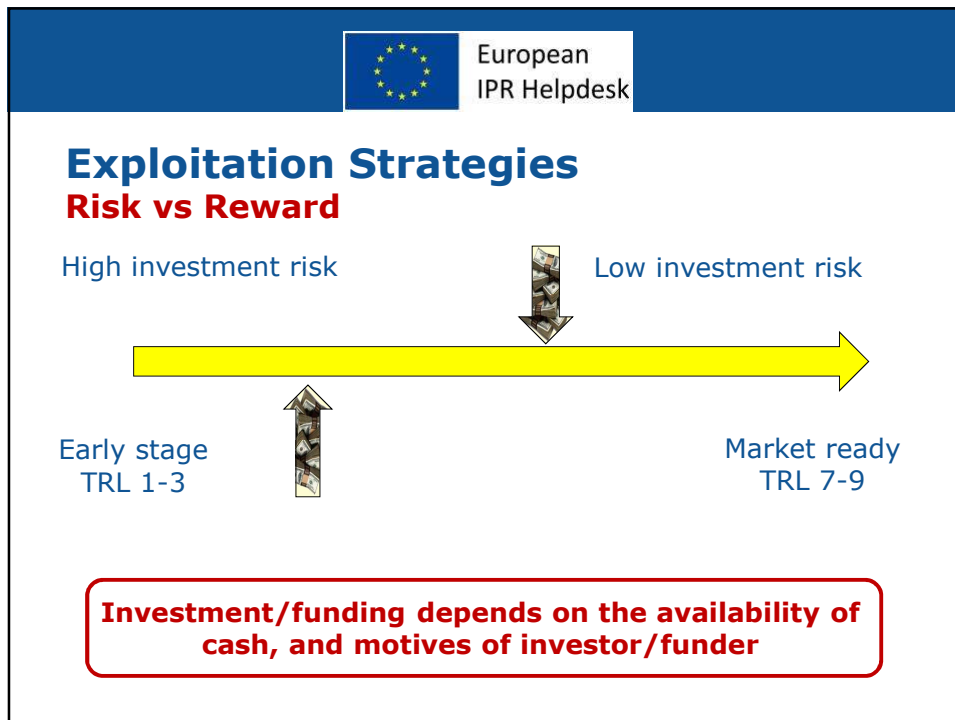 European
IPR Helpdesk
Exploitation Strategies
Risk vs Reward
High investment risk
Low investment risk
Early stage
TRL 1-3
Market ready
TRL 7-9
Investment/funding depends on the availability of
cash, and motives of investor/funder